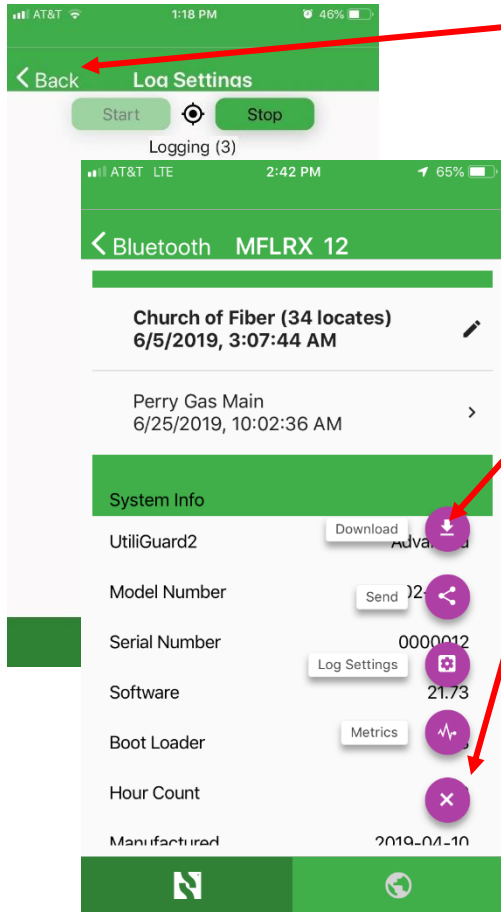 AT&T 1:18 PM 46%
Back Log Settings
Start Stop
Logging (3)
AT&T LTE 2:42 PM 65%
Bluetooth MFLRX 12
Church of Fiber (34 locates)
6/5/2019, 3:07:44 AM
Perry Gas Main
6/25/2019, 10:02:36 AM
System Info
Download
UtiliGuard2
Model Number
Send
Serial Number 0000012
Log Settings
Software 21.73
Metrics
Boot Loader
Hour Count
Manufactured 2019-04-10